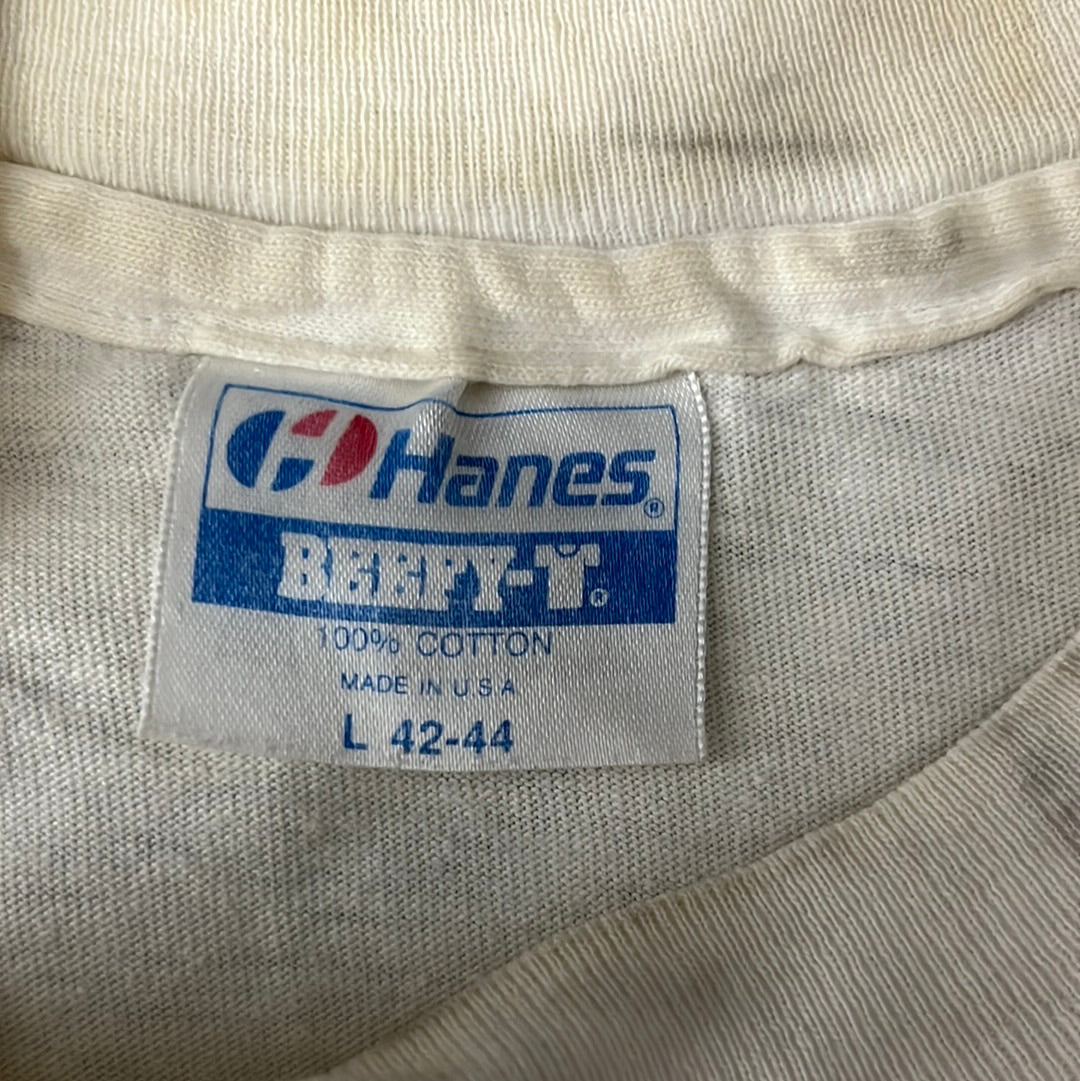 Hanes®
BEEFY-T®
100% COTTON
MADE IN U S A
L 42-44